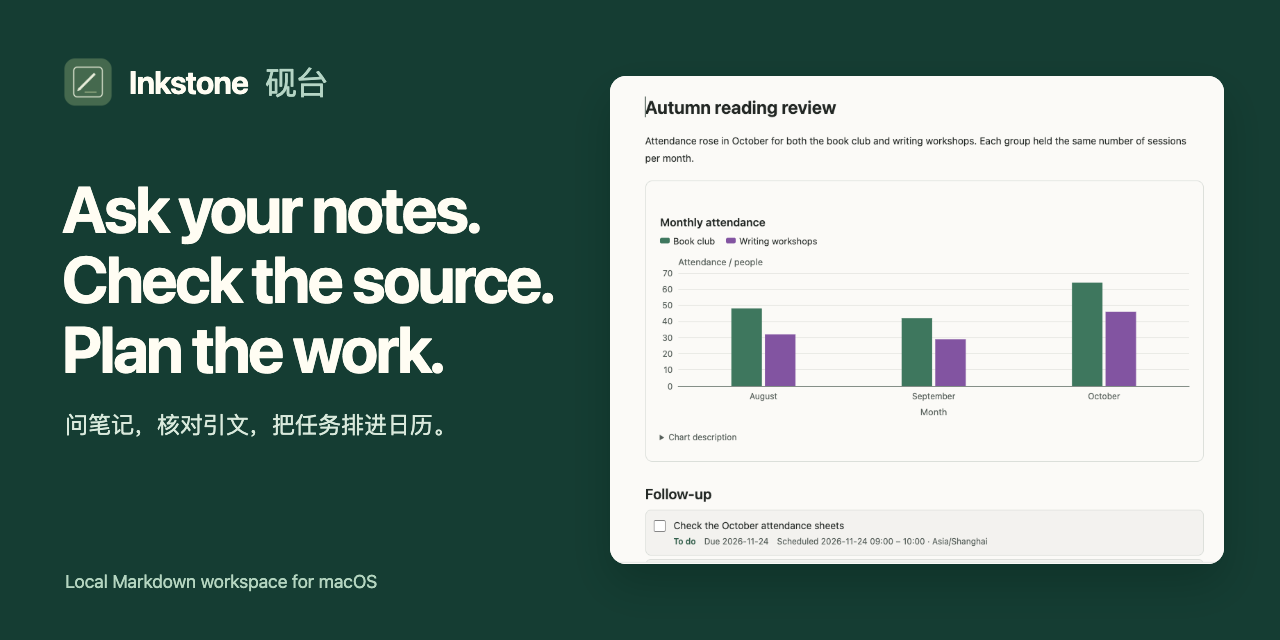 Inkstone 砚台
Ask your notes.
Check the source.
Plan the work.
问笔记，核对引文，把任务排进日历。
Local Markdown workspace for macOS
Autumn reading review
Attendance rose in October for both the book club and writing workshops. Each group held the same number of sessions
per month.
Monthly attendance
Book club Writing workshops
Attendance / people
70
60
50
40
30
20
10
0
August September October
Month
Chart description
Follow-up
Check the October attendance sheets
To do Due 2026-11-24 Scheduled 2026-11-24 09:00 – 10:00 · Asia/Shanghai